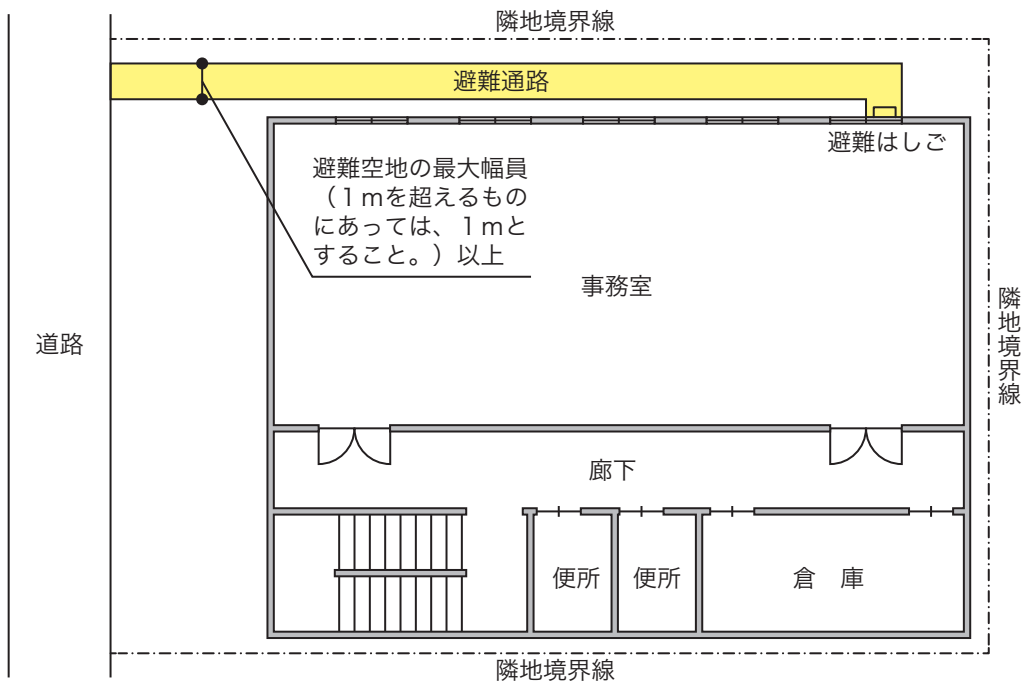 隣地境界線
避難通路
避難はしご
避難空地の最大幅員
（1mを超えるもの
にあっては、1mと
すること。）以上
事務室
道路
隣地境界線
廊下
便所
便所
倉　庫
隣地境界線